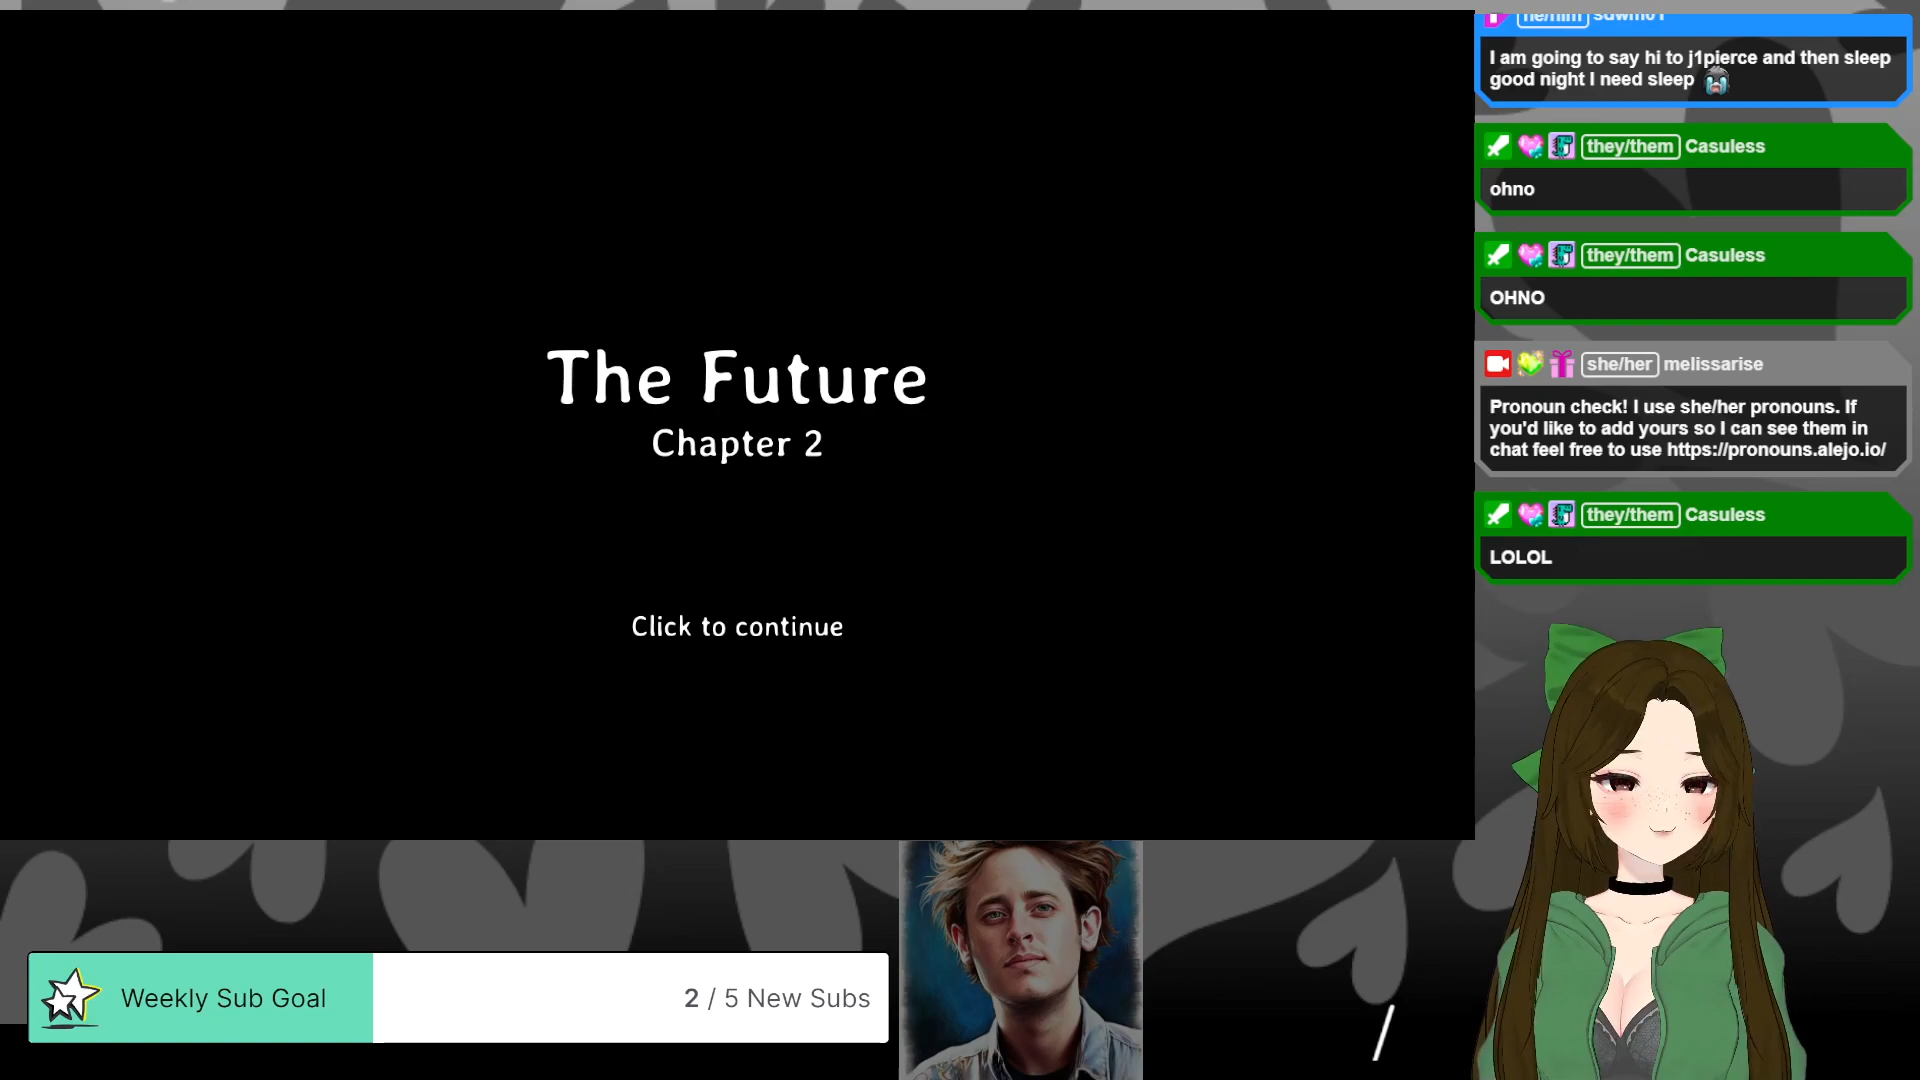 he/him sdwm01
I am going to say hi to j1pierce and then sleep
good night I need sleep
they/them Casuless
ohno
they/them Casuless
OHNO
she/her melissarise
Pronoun check! I use she/her pronouns. If
you'd like to add yours so I can see them in
chat feel free to use https://pronouns.alejo.io/
they/them Casuless
LOLOL
The Future
Chapter 2
Click to continue
Weekly Sub Goal
2 / 5 New Subs
/